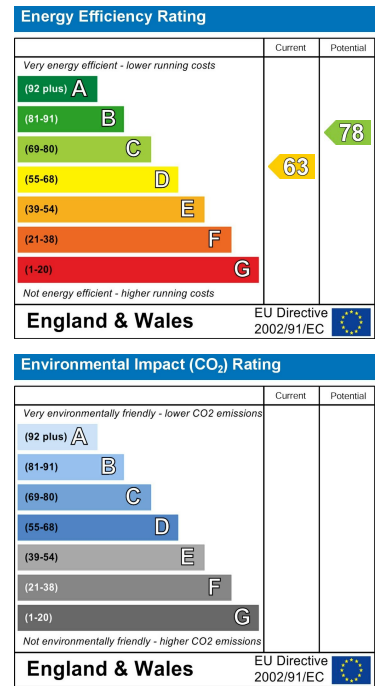 Energy Efficiency Rating
Current Potential
Very energy efficient - lower running costs
(92 plus) A
(81-91) B
(69-80) C
(55-68) D
(39-54) E
(21-38) F
(1-20) G
63
78
Not energy efficient - higher running costs
England & Wales
EU Directive
2002/91/EC
Environmental Impact (CO₂) Rating
Current Potential
Very environmentally friendly - lower CO2 emissions
(92 plus) A
(81-91) B
(69-80) C
(55-68) D
(39-54) E
(21-38) F
(1-20) G
Not environmentally friendly - higher CO2 emissions
England & Wales
EU Directive
2002/91/EC